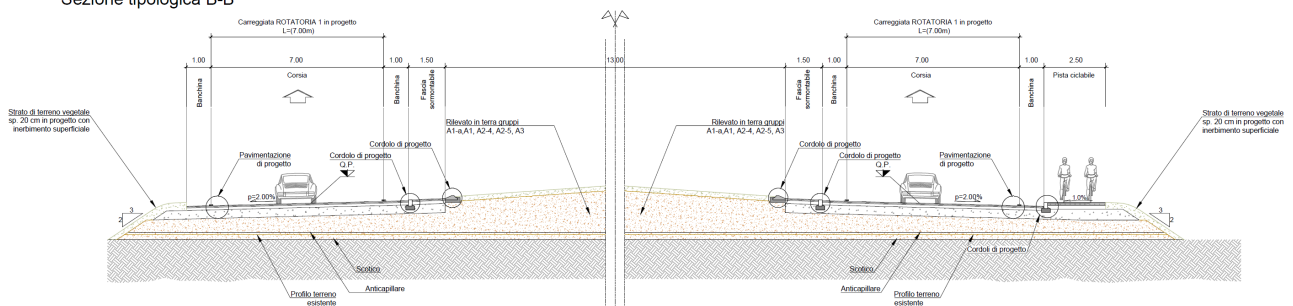 Sezione tipologica B-B
Carreggiata ROTATORIA 1 in progetto
L=(7.00m)
Carreggiata ROTATORIA 1 in progetto
L=(7.00m)
1.00
7.00
1.00
1.50
13.00
1.50
1.00
7.00
1.00
2.50
Banchina
Corsia
Banchina
Fascia
sormontabile
Fascia
sormontabile
Banchina
Corsia
Banchina
Pista ciclabile
Strato di terreno vegetale
sp. 20 cm in progetto con
inerbimento superficiale
Rilevato in terra gruppi
A1-a,A1, A2-4, A2-5, A3
Rilevato in terra gruppi
A1-a,A1, A2-4, A2-5, A3
Strato di terreno vegetale
sp. 20 cm in progetto con
inerbimento superficiale
Pavimentazione
di progetto
Cordolo di progetto
Cordolo di progetto
Q.P.
Cordolo di progetto
Cordolo di progetto
Q.P.
Pavimentazione
di progetto
p=2.00%
p=2.00%
1.0%
3
2
3
2
Cordoli di progetto
Scotico
Anticapillare
Profilo terreno
esistente
Scotico
Anticapillare
Profilo terreno
esistente